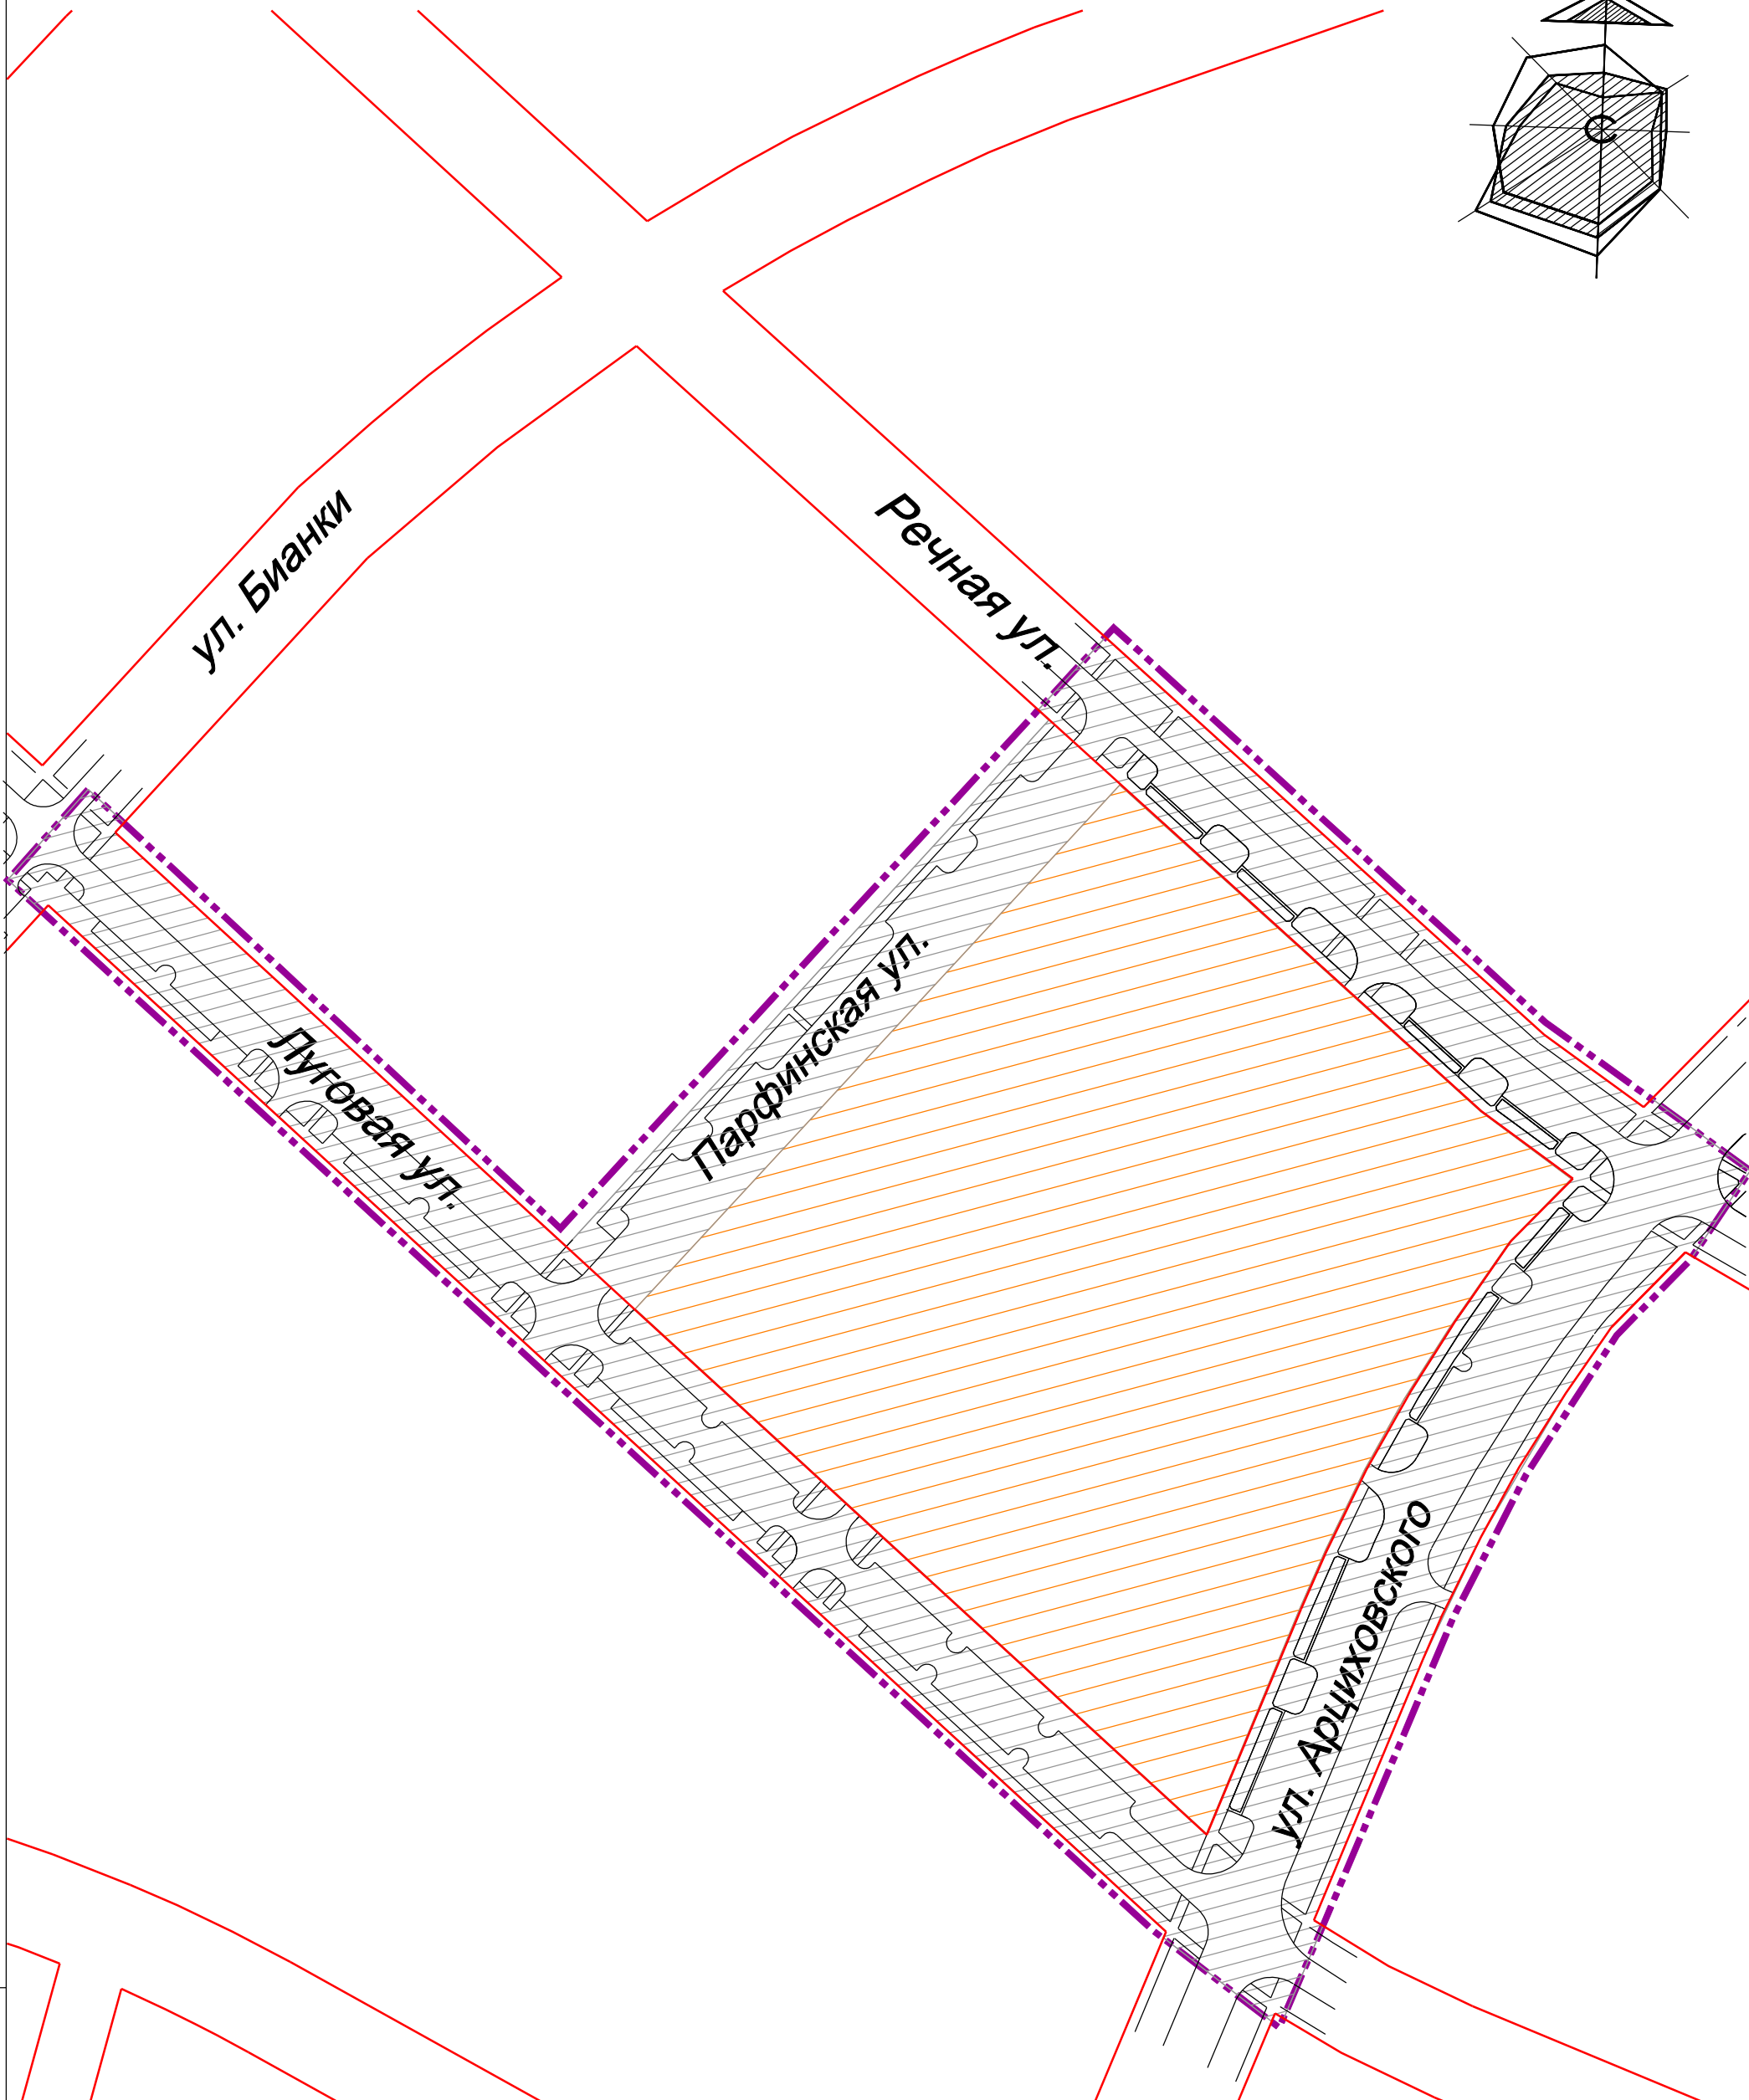 С
ул. Бианки
Речная ул.
Парфинская ул.
Луговая ул.
ул. Арциховского